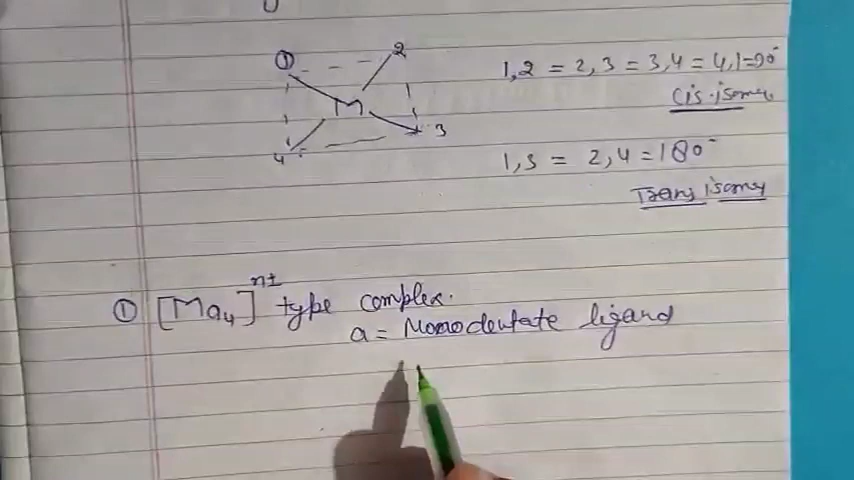 ① 2
M
4 3
1,2 = 2,3 = 3,4 = 4,1=90°
Cis-isomer
1,3 = 2,4 = 180°
Trans isomer
① [Ma₄]ⁿ± type complex.
a = Monodentate ligand